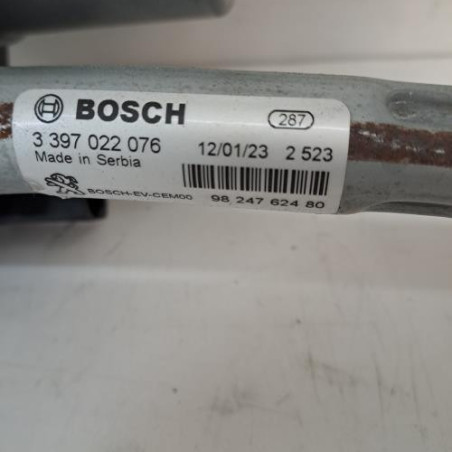 BOSCH 287
3 397 022 076 12/01/23 2 523
Made in Serbia
BOSCH-EV-CEM00 98 247 624 80